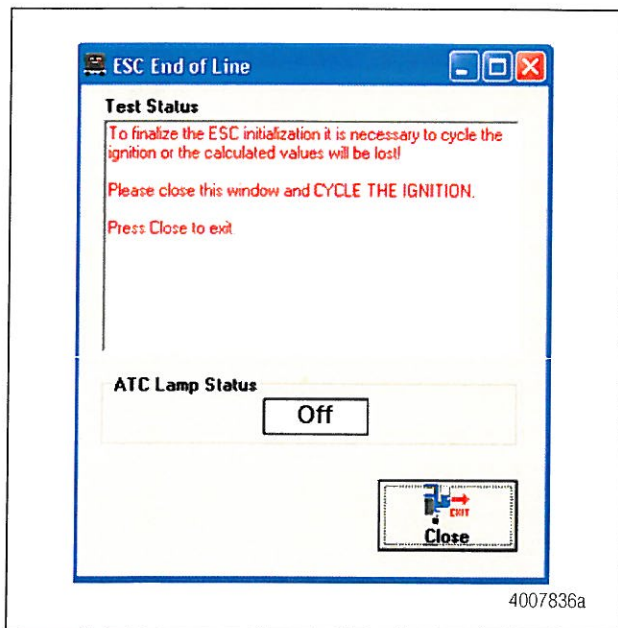 ESC End of Line
Test Status
To finalize the ESC initialization it is necessary to cycle the
ignition or the calculated values will be lost!
Please close this window and CYCLE THE IGNITION.
Press Close to exit
ATC Lamp Status
Off
EXIT
Close
4007836a